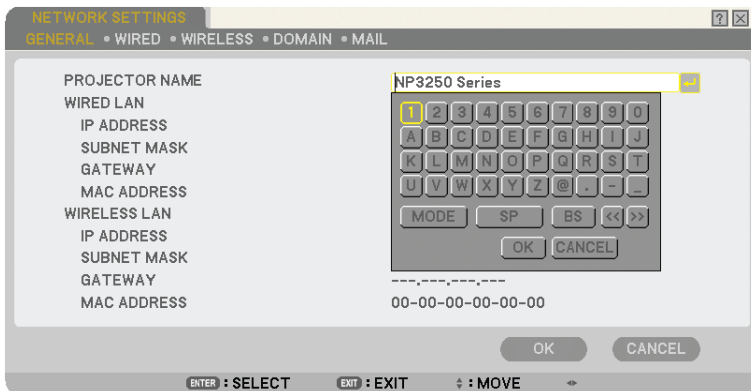 NETWORK SETTINGS
GENERAL • WIRED • WIRELESS • DOMAIN • MAIL
PROJECTOR NAME NP3250 Series
WIRED LAN
IP ADDRESS
SUBNET MASK
GATEWAY
MAC ADDRESS
WIRELESS LAN
IP ADDRESS
SUBNET MASK
GATEWAY ---.---.---.---
MAC ADDRESS 00-00-00-00-00-00
1 2 3 4 5 6 7 8 9 0
A B C D E F G H I J
K L M N O P Q R S T
U V W X Y Z @ . - _
MODE SP BS << >>
OK CANCEL
OK CANCEL
ENTER : SELECT EXIT : EXIT : MOVE